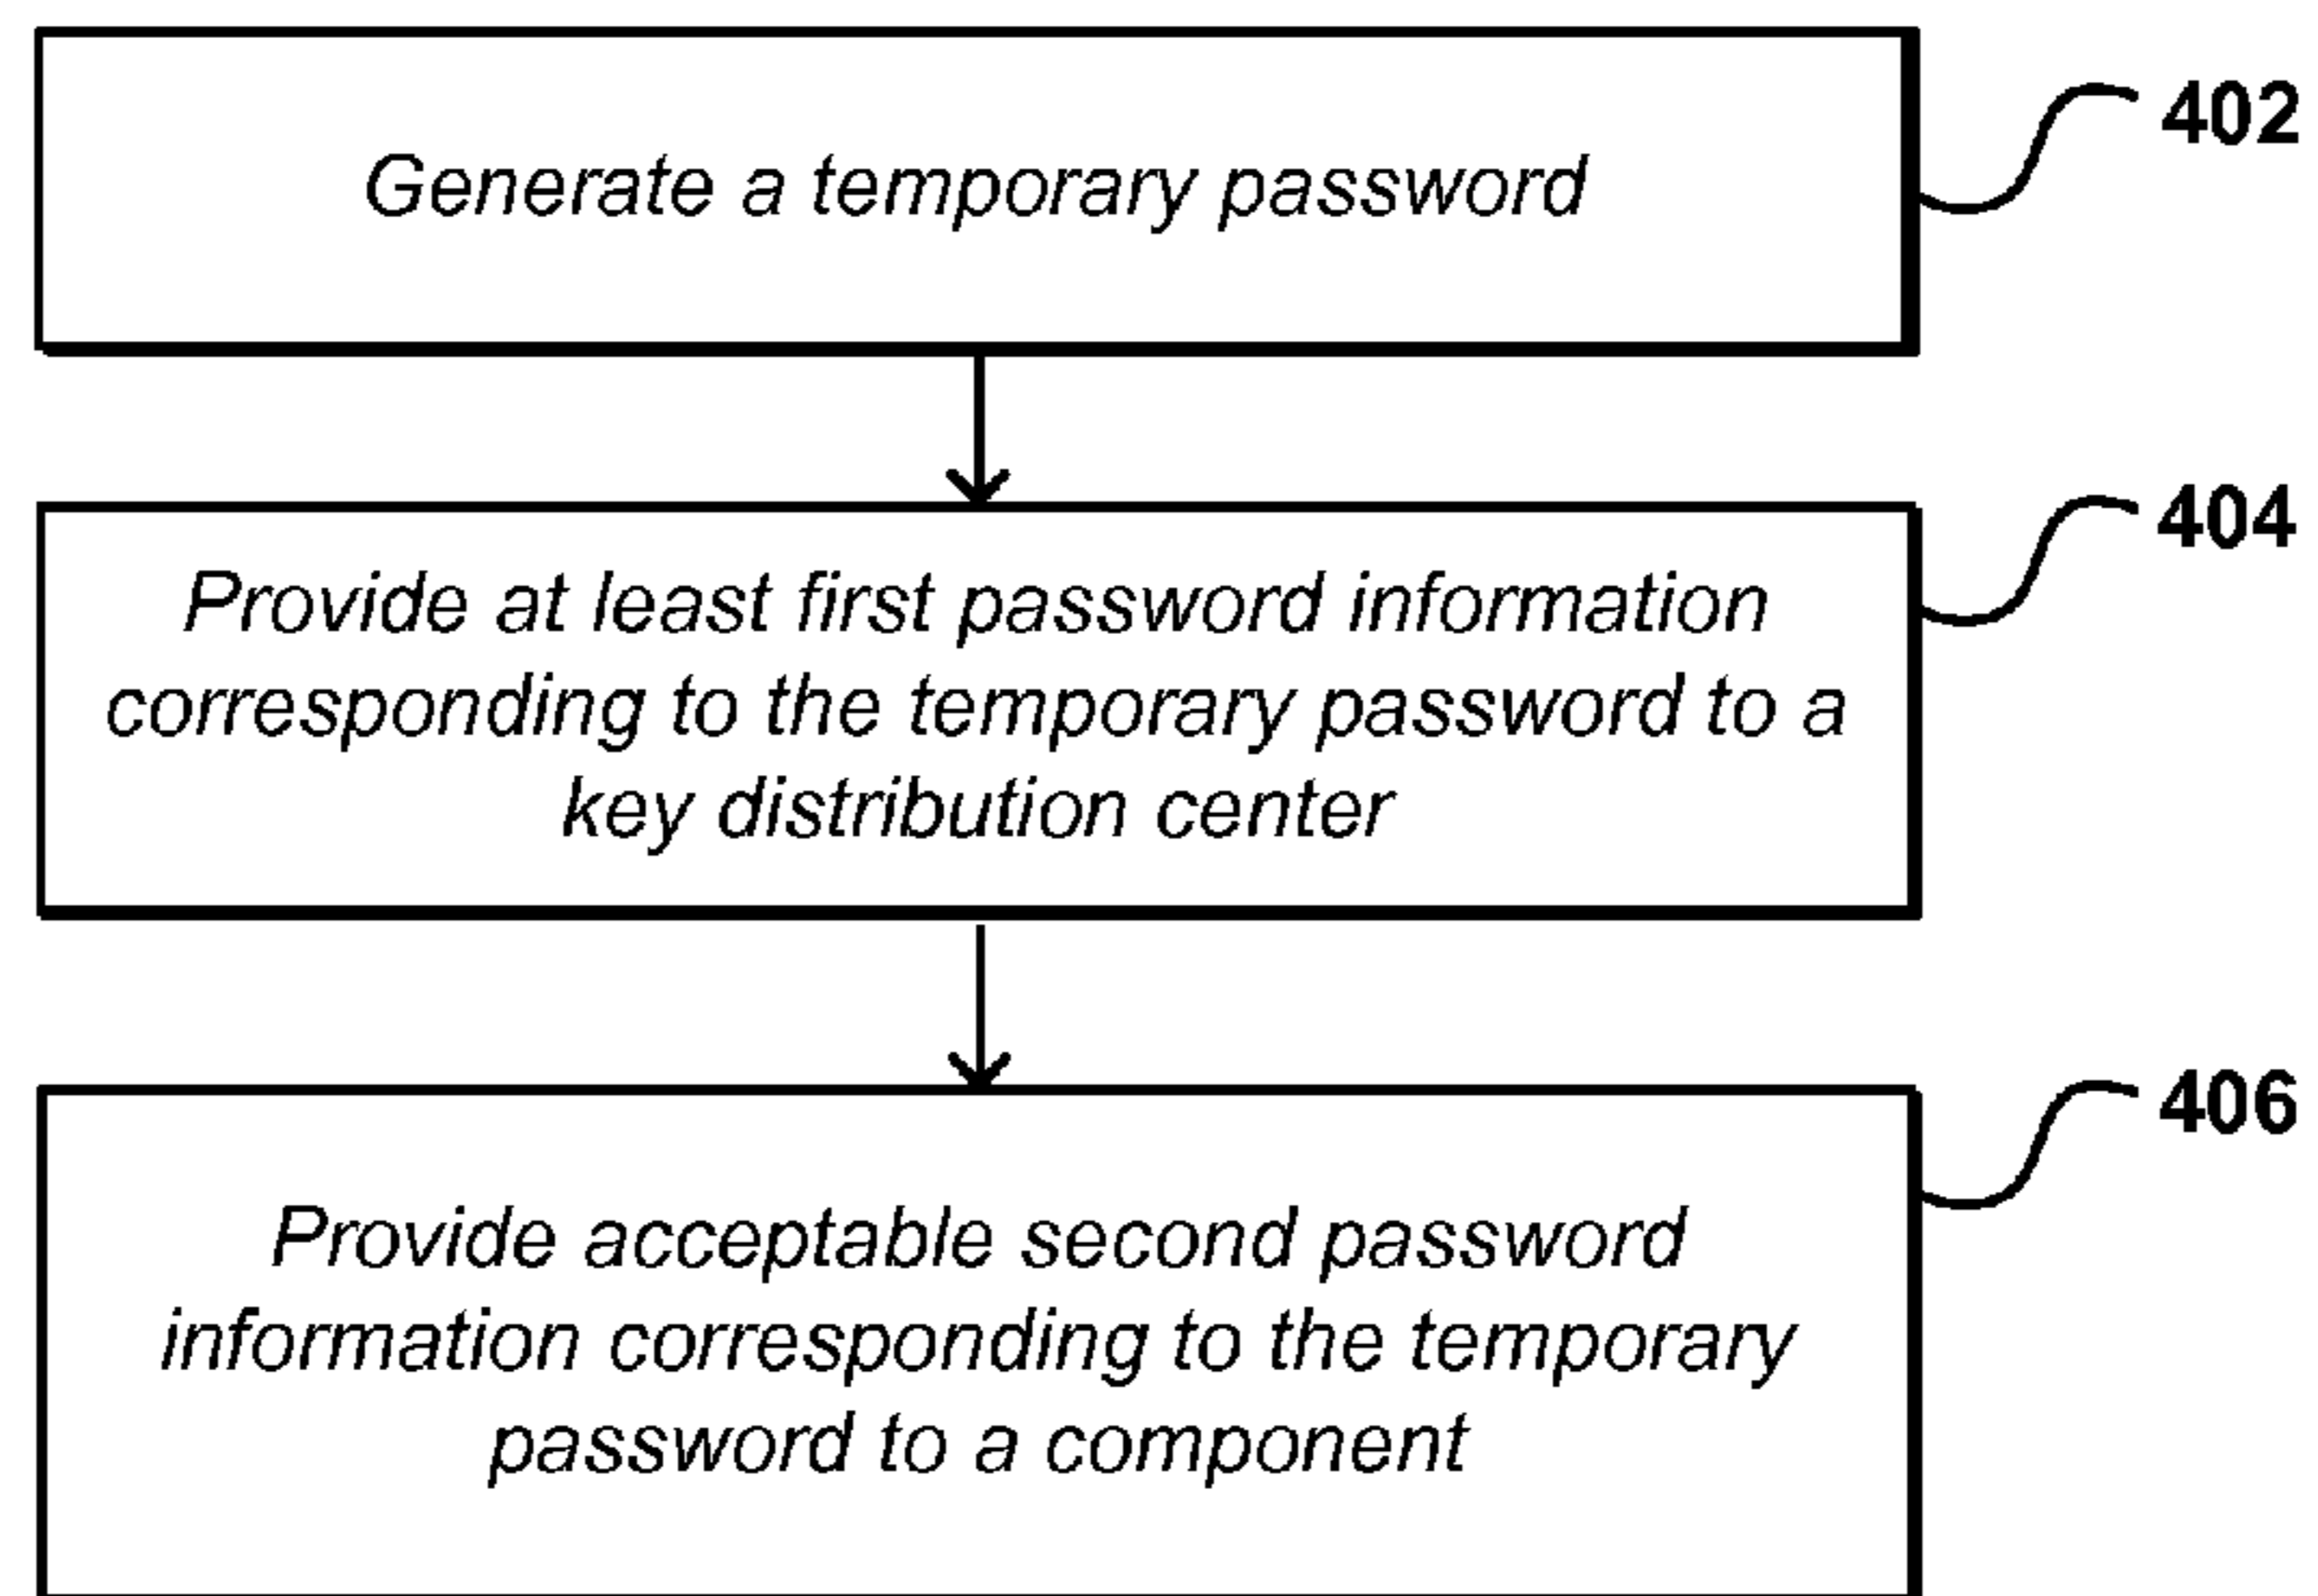 Generate a temporary password
402
Provide at least first password information
corresponding to the temporary password to a
key distribution center
404
Provide acceptable second password
information corresponding to the temporary
password to a component
406